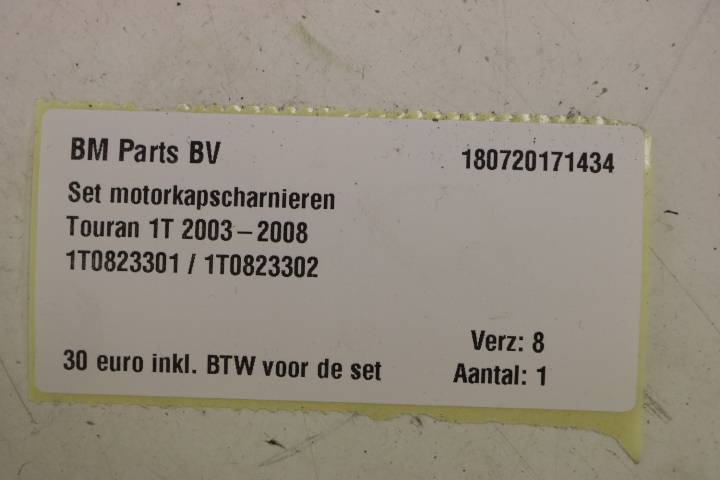 BM Parts BV
180720171434
Set motorkapscharnieren
Touran 1T 2003 – 2008
1T0823301 / 1T0823302
Verz: 8
30 euro inkl. BTW voor de set
Aantal: 1